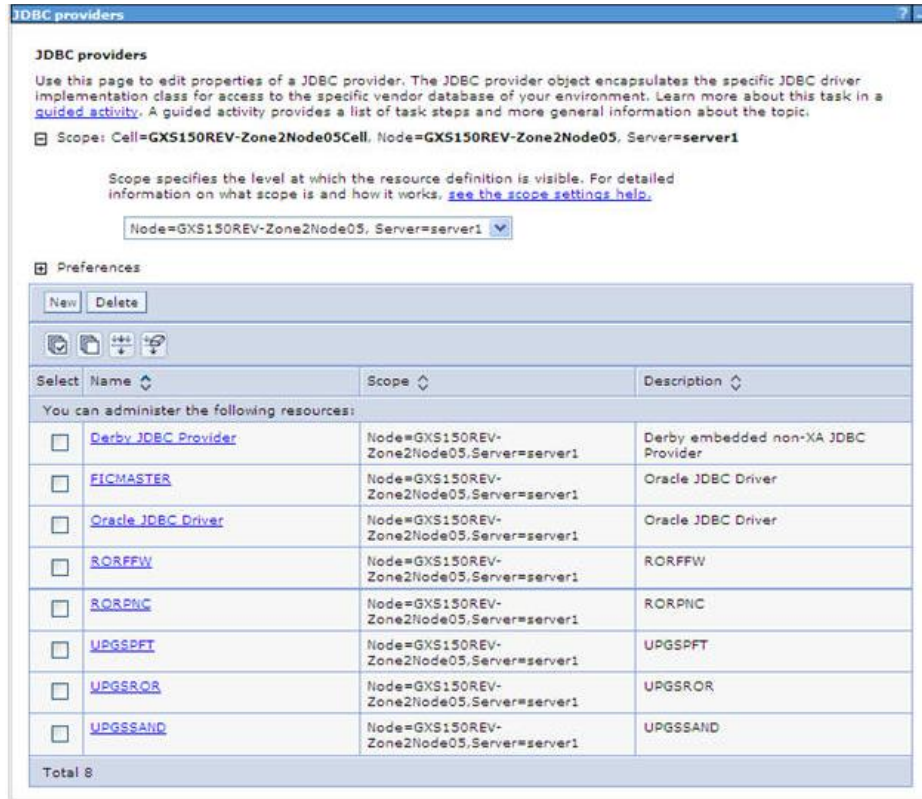 JDBC providers ? _
JDBC providers
Use this page to edit properties of a JDBC provider. The JDBC provider object encapsulates the specific JDBC driver
implementation class for access to the specific vendor database of your environment. Learn more about this task in a
guided activity. A guided activity provides a list of task steps and more general information about the topic.
Scope: Cell=GXS150REV-Zone2Node05Cell, Node=GXS150REV-Zone2Node05, Server=server1
Scope specifies the level at which the resource definition is visible. For detailed
information on what scope is and how it works, see the scope settings help.
Node=GXS150REV-Zone2Node05, Server=server1
Preferences
New Delete
Select Name Scope Description
You can administer the following resources:
Derby JDBC Provider Node=GXS150REV- Derby embedded non-XA JDBC
Zone2Node05,Server=server1 Provider
FICMASTER Node=GXS150REV- Oracle JDBC Driver
Zone2Node05,Server=server1
Oracle JDBC Driver Node=GXS150REV- Oracle JDBC Driver
Zone2Node05,Server=server1
RORFFW Node=GXS150REV- RORFFW
Zone2Node05,Server=server1
RORPNC Node=GXS150REV- RORPNC
Zone2Node05,Server=server1
UPGSPFT Node=GXS150REV- UPGSPFT
Zone2Node05,Server=server1
UPGSROR Node=GXS150REV- UPGSROR
Zone2Node05,Server=server1
UPGSSAND Node=GXS150REV- UPGSSAND
Zone2Node05,Server=server1
Total 8